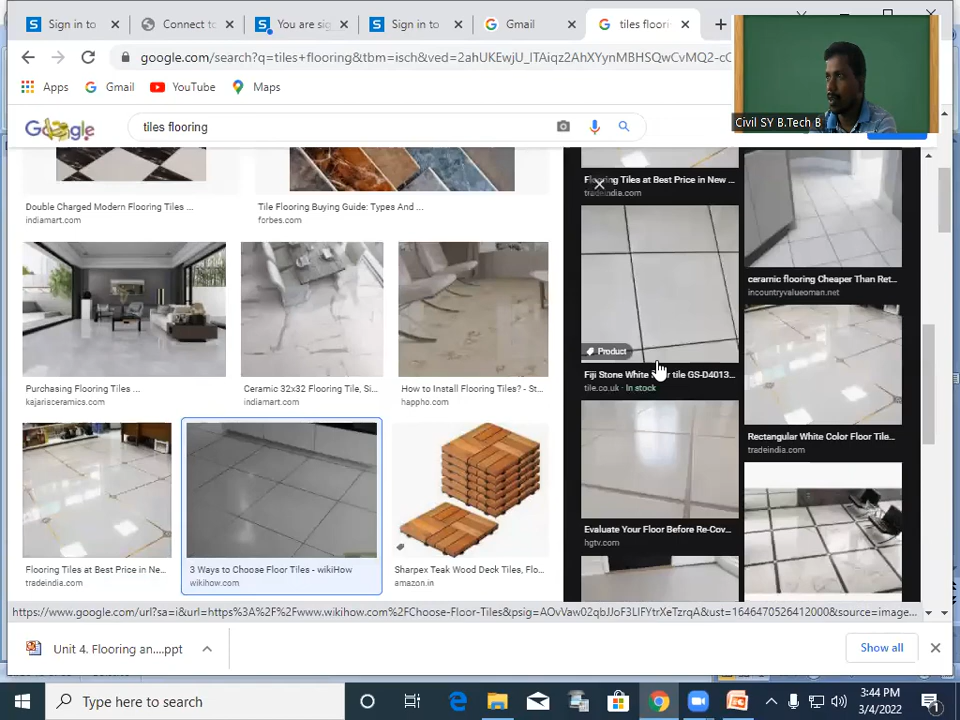 Sign in to
Connect to
You are sig
Sign in to
Gmail
tiles floorin
google.com/search?q=tiles+flooring&tbm=isch&ved=2ahUKEwjU_ITAiqz2AhXYynMBHSQwCvMQ2-cC
Apps
Gmail
YouTube
Maps
Civil SY B.Tech B
Google
tiles flooring
Double Charged Modern Flooring Tiles ...
indiamart.com
Tile Flooring Buying Guide: Types And ...
forbes.com
Flooring Tiles at Best Price in New ...
tradeindia.com
ceramic flooring Cheaper Than Ret...
incountryvalueoman.net
Product
Fiji Stone White tile GS-D4013...
tile.co.uk · In stock
Purchasing Flooring Tiles ...
kajariaceramics.com
Ceramic 32x32 Flooring Tile, Si...
indiamart.com
How to Install Flooring Tiles? - St...
happho.com
Rectangular White Color Floor Tile...
tradeindia.com
Evaluate Your Floor Before Re-Cov...
hgtv.com
Flooring Tiles at Best Price in Ne...
tradeindia.com
3 Ways to Choose Floor Tiles - wikiHow
wikihow.com
Sharpex Teak Wood Deck Tiles, Flo...
amazon.in
https://www.google.com/url?sa=i&url=https%3A%2F%2Fwww.wikihow.com%2FChoose-Floor-Tiles&psig=AOvVaw02qbJJoF3LIFYtrXeTzrqA&ust=1646470526412000&source=image...
Unit 4. Flooring an....ppt
Show all
Type here to search
3:44 PM
3/4/2022
1